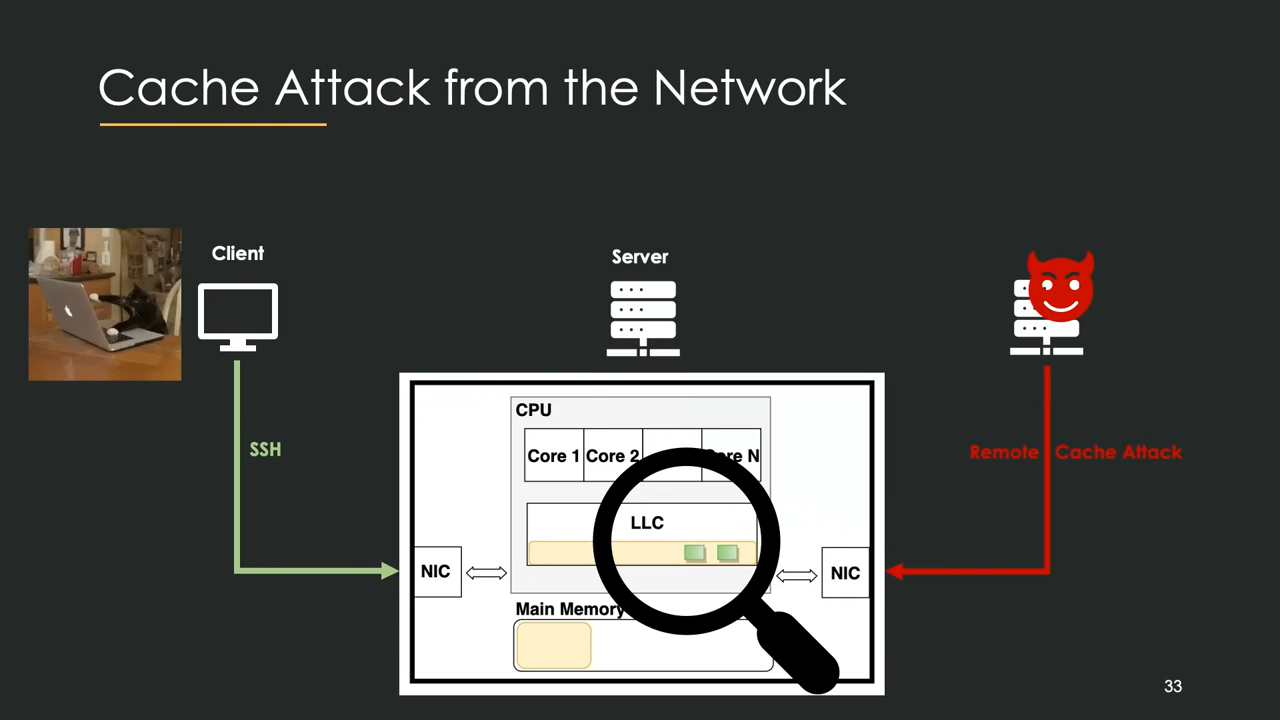 Cache Attack from the Network
Client
Server
SSH
Remote Cache Attack
CPU
Core 1
Core 2
Core N
LLC
NIC
NIC
Main Memory
33